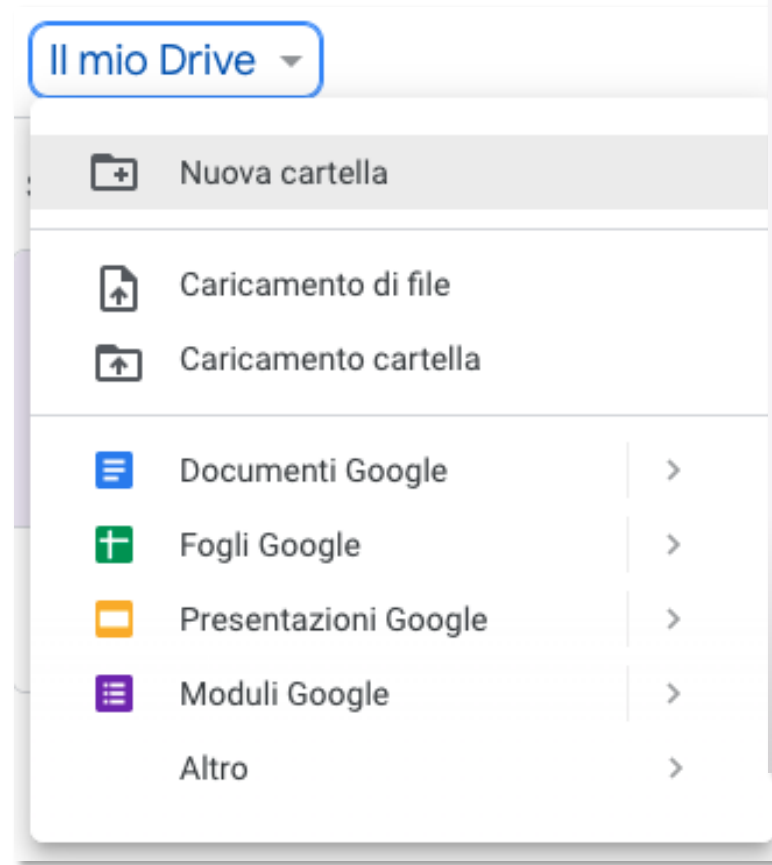 Il mio Drive
Nuova cartella
Caricamento di file
Caricamento cartella
Documenti Google
Fogli Google
Presentazioni Google
Moduli Google
Altro